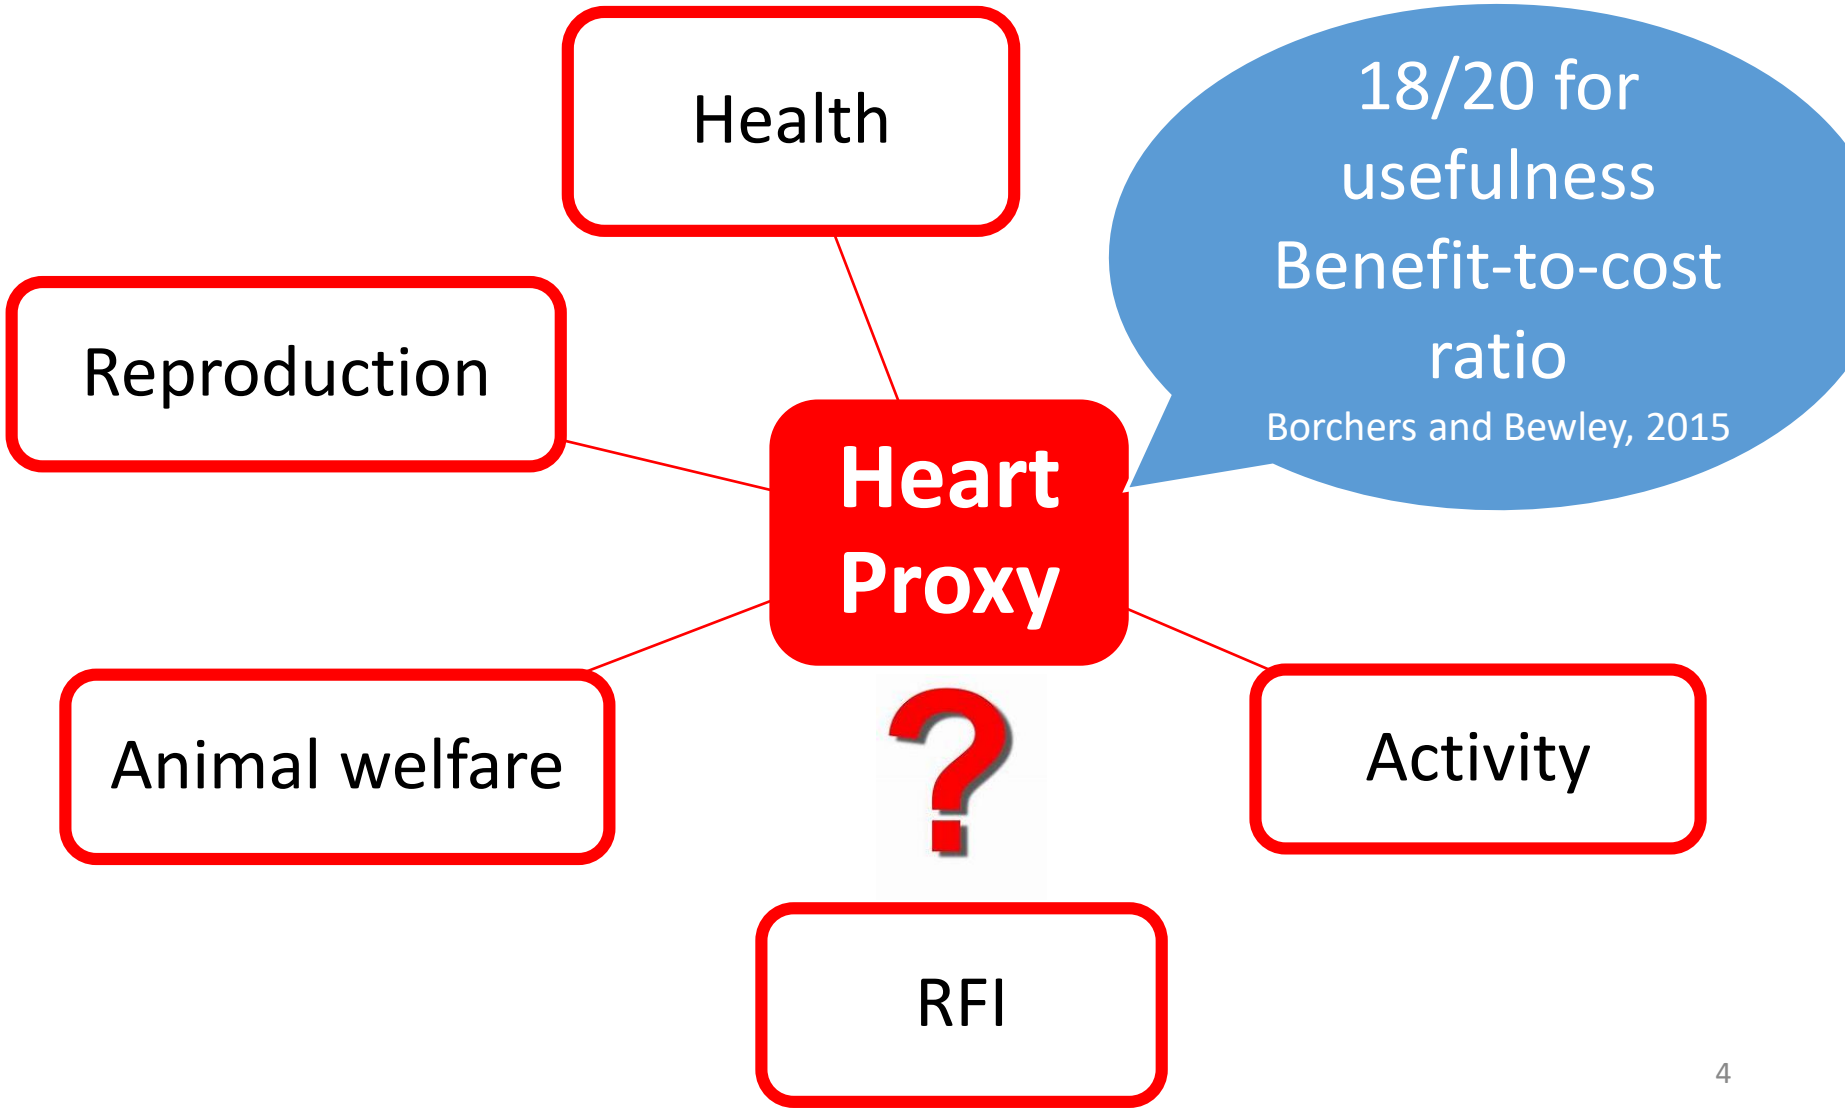 Health
18/20 for
usefulness
Benefit-to-cost
ratio
Borchers and Bewley, 2015
Reproduction
Heart
Proxy
Animal welfare
?
Activity
RFI
4